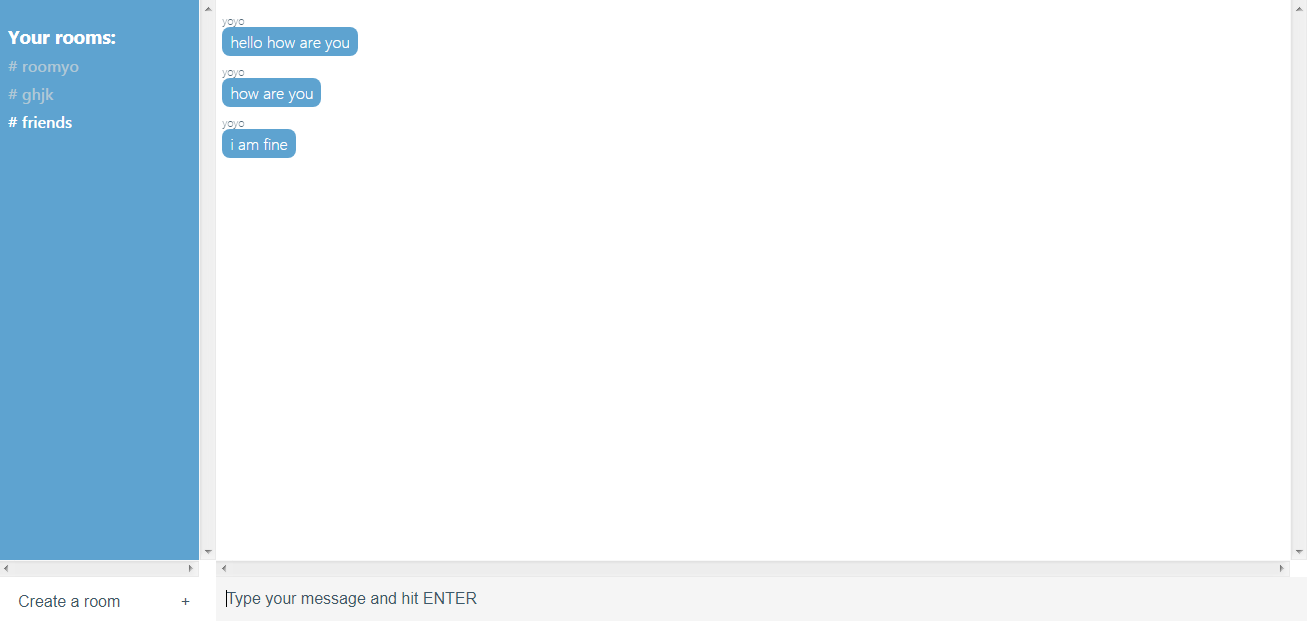 Your rooms:
# roomyo
# ghjk
# friends
Create a room +
yoyo
hello how are you
yoyo
how are you
yoyo
i am fine
Type your message and hit ENTER